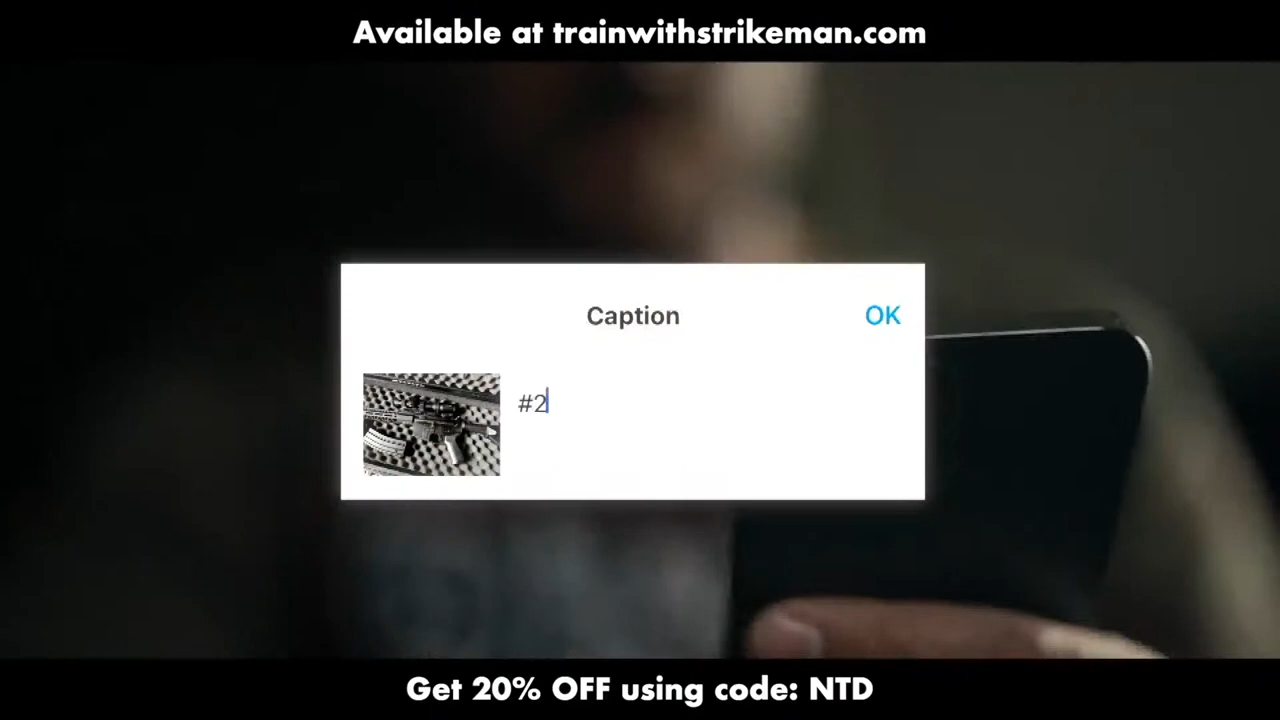 Available at trainwithstrikeman.com
Caption
OK
#2
Get 20% OFF using code: NTD